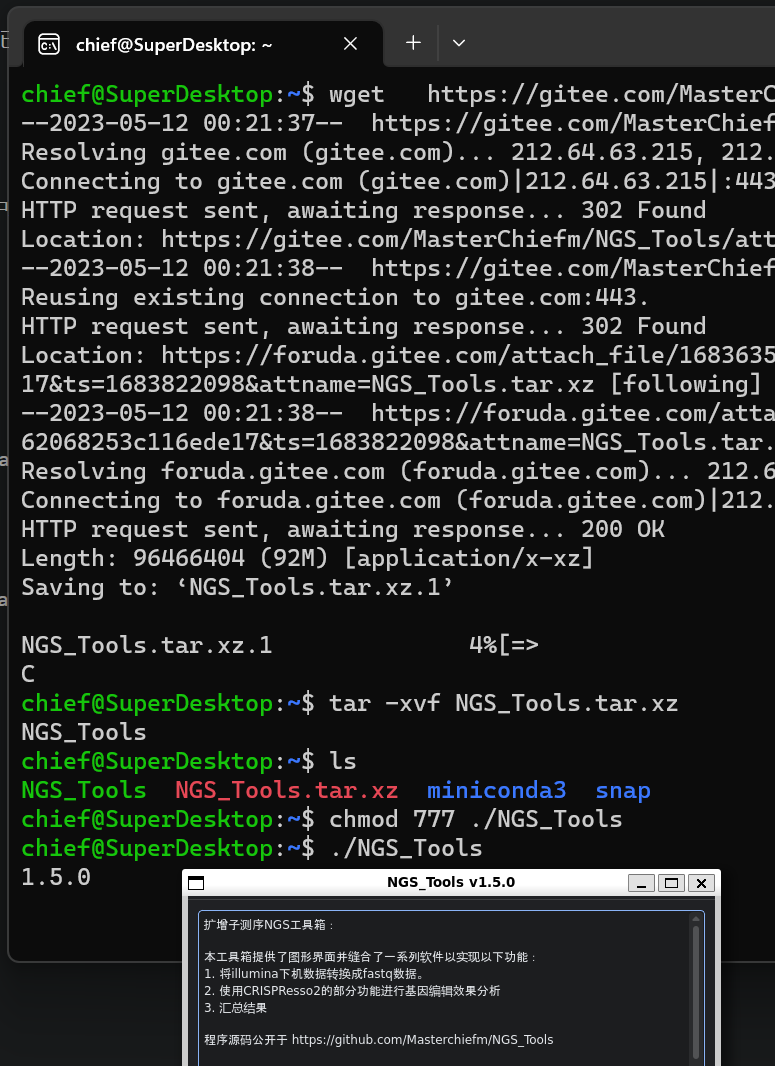 chief@SuperDesktop: ~
chief@SuperDesktop:~$ wget   https://gitee.com/MasterC
--2023-05-12 00:21:37--  https://gitee.com/MasterChief
Resolving gitee.com (gitee.com)... 212.64.63.215, 212.
Connecting to gitee.com (gitee.com)|212.64.63.215|:443
HTTP request sent, awaiting response... 302 Found
Location: https://gitee.com/MasterChiefm/NGS_Tools/att
--2023-05-12 00:21:38--  https://gitee.com/MasterChief
Reusing existing connection to gitee.com:443.
HTTP request sent, awaiting response... 302 Found
Location: https://foruda.gitee.com/attach_file/1683635
17&ts=1683822098&attname=NGS_Tools.tar.xz [following]
--2023-05-12 00:21:38--  https://foruda.gitee.com/atta
62068253c116ede17&ts=1683822098&attname=NGS_Tools.tar.
Resolving foruda.gitee.com (foruda.gitee.com)... 212.6
Connecting to foruda.gitee.com (foruda.gitee.com)|212.
HTTP request sent, awaiting response... 200 OK
Length: 96466404 (92M) [application/x-xz]
Saving to: ‘NGS_Tools.tar.xz.1’
NGS_Tools.tar.xz.1              4%[=>
C
chief@SuperDesktop:~$ tar -xvf NGS_Tools.tar.xz
NGS_Tools
chief@SuperDesktop:~$ ls
NGS_Tools  NGS_Tools.tar.xz  miniconda3  snap
chief@SuperDesktop:~$ chmod 777 ./NGS_Tools
chief@SuperDesktop:~$ ./NGS_Tools
1.5.0
NGS_Tools v1.5.0
扩增子测序NGS工具箱：
本工具箱提供了图形界面并缝合了一系列软件以实现以下功能：
1. 将illumina下机数据转换成fastq数据。
2. 使用CRISPResso2的部分功能进行基因编辑效果分析
3. 汇总结果
程序源码公开于 https://github.com/Masterchiefm/NGS_Tools